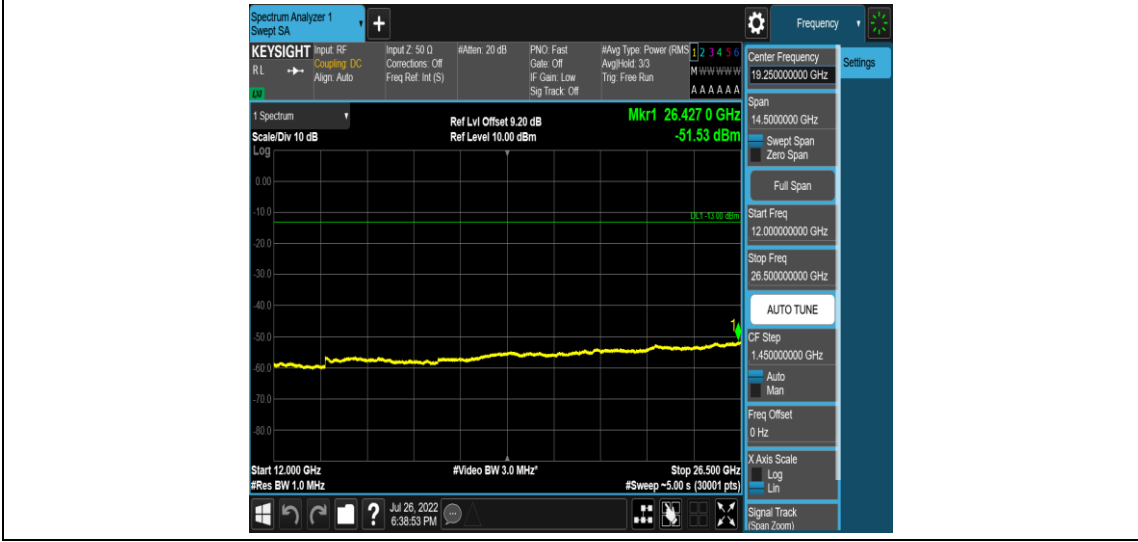 Spectrum Analyzer 1
Swept SA
Frequency
KEYSIGHT
RL
LXI
Input: RF
Coupling: DC
Align: Auto
Input Z: 50 Ω
Corrections: Off
Freq Ref: Int (S)
#Atten: 20 dB
PNO: Fast
Gate: Off
IF Gain: Low
Sig Track: Off
#Avg Type: Power (RMS
Avg|Hold: 3/3
Trig: Free Run
1 2 3 4 5 6
M W W W W W
A A A A A A
1 Spectrum
Scale/Div 10 dB
Log
Ref Lvl Offset 9.20 dB
Ref Level 10.00 dBm
Mkr1 26.427 0 GHz
-51.53 dBm
0.00
-10.0
DL1 -13.00 dBm
-20.0
-30.0
-40.0
1
-50.0
-60.0
-70.0
-80.0
Start 12.000 GHz
#Video BW 3.0 MHz*
Stop 26.500 GHz
#Res BW 1.0 MHz
#Sweep ~5.00 s (30001 pts)
Jul 26, 2022
6:38:53 PM
Center Frequency
19.250000000 GHz
Settings
Span
14.5000000 GHz
Swept Span
Zero Span
Full Span
Start Freq
12.000000000 GHz
Stop Freq
26.500000000 GHz
AUTO TUNE
CF Step
1.450000000 GHz
Auto
Man
Freq Offset
0 Hz
X Axis Scale
Log
Lin
Signal Track
(Span Zoom)